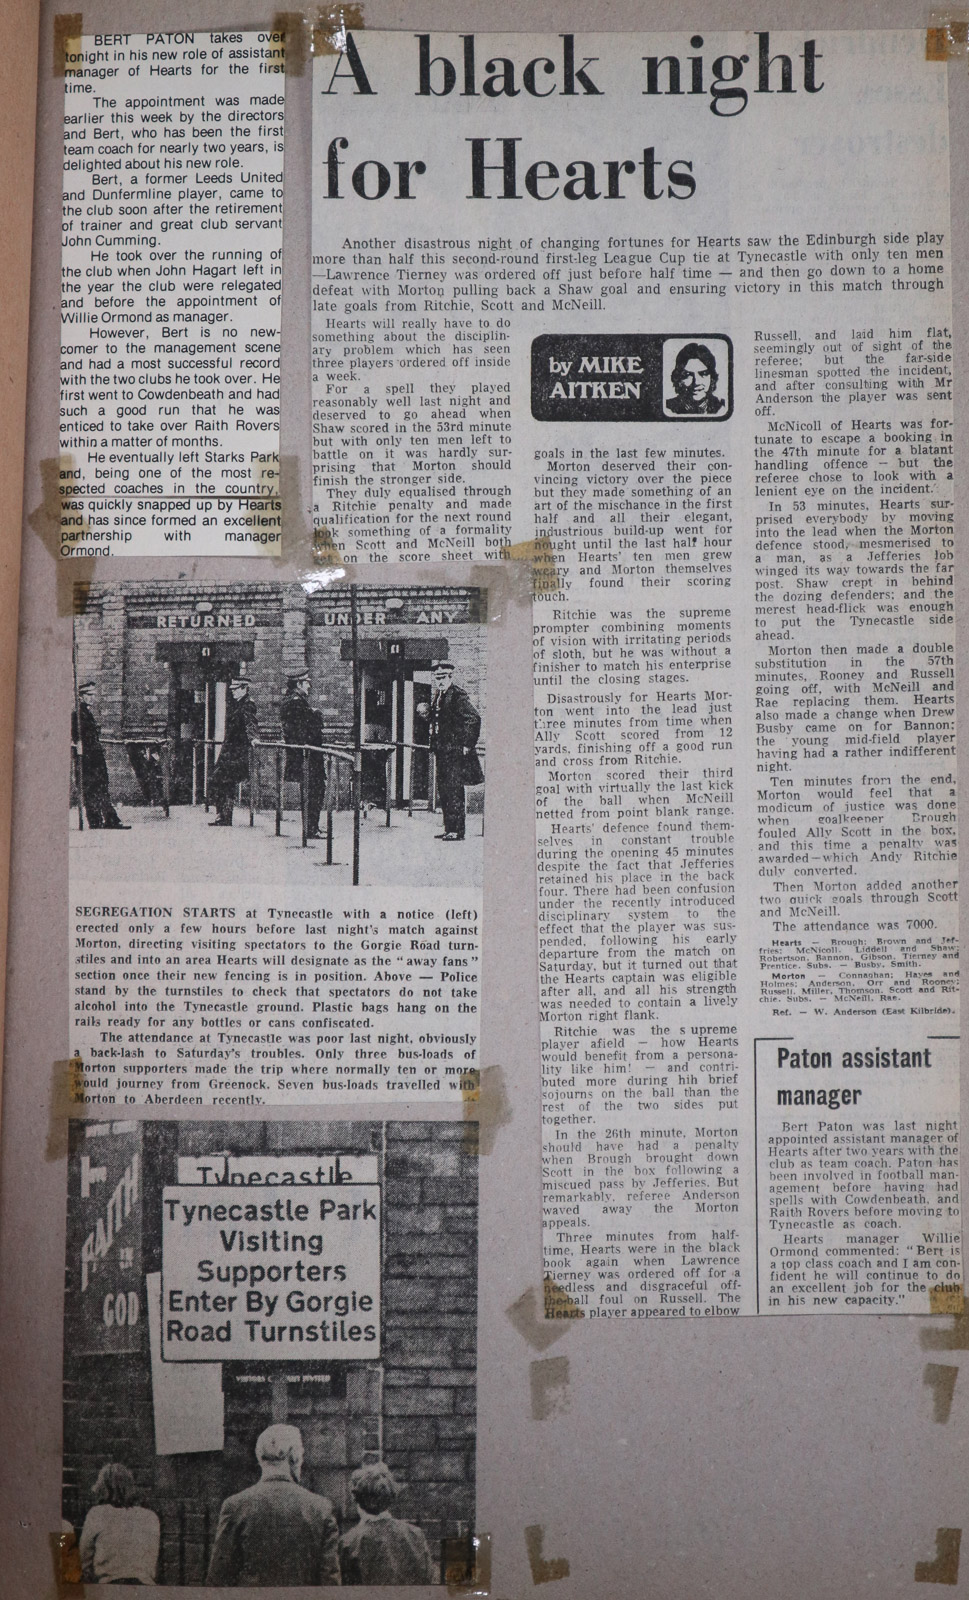 BERT PATON takes over
tonight in his new role of assistant
manager of Hearts for the first
time.
The appointment was made
earlier this week by the directors
and Bert, who has been the first
team coach for nearly two years, is
delighted about his new role.
Bert, a former Leeds United
and Dunfermline player, came to
the club soon after the retirement
of trainer and great club servant
John Cumming.
He took over the running of
the club when John Hagart left in
the year the club were relegated
and before the appointment of
Willie Ormond as manager.
However, Bert is no new-
comer to the management scene
and had a most successful record
with the two clubs he took over. He
first went to Cowdenbeath and had
such a good run that he was
enticed to take over Raith Rovers
within a matter of months.
He eventually left Starks Park
and, being one of the most re-
spected coaches in the country,
was quickly snapped up by Hearts
and has since formed an excellent
partnership with manager
Ormond.
A black night
for Hearts
Another disastrous night of changing fortunes for Hearts saw the Edinburgh side play
more than half this second-round first-leg League Cup tie at Tynecastle with only ten men
—Lawrence Tierney was ordered off just before half time — and then go down to a home
defeat with Morton pulling back a Shaw goal and ensuring victory in this match through
late goals from Ritchie, Scott and McNeill.
Hearts will really have to do
something about the disciplin-
ary problem which has seen
three players ordered off inside
a week.
For a spell they played
reasonably well last night and
deserved to go ahead when
Shaw scored in the 53rd minute
but with only ten men left to
battle on it was hardly sur-
prising that Morton should
finish the stronger side.
They duly equalised through
a Ritchie penalty and made
qualification for the next round
look something of a formality
when Scott and McNeill both
got on the score sheet with
by MIKE
AITKEN
goals in the last few minutes.
Morton deserved their con-
vincing victory over the piece
but they made something of an
art of the mischance in the first
half and all their elegant,
industrious build-up went for
nought until the last half hour
when Hearts' ten men grew
weary and Morton themselves
finally found their scoring
touch.
Ritchie was the supreme
prompter combining moments
of vision with irritating periods
of sloth, but he was without a
finisher to match his enterprise
until the closing stages.
Disastrously for Hearts Mor-
ton went into the lead just
three minutes from time when
Ally Scott scored from 12
yards, finishing off a good run
and cross from Ritchie.
Morton scored their third
goal with virtually the last kick
of the ball when McNeill
netted from point blank range.
Hearts' defence found them-
selves in constant trouble
during the opening 45 minutes
despite the fact that Jefferies
retained his place in the back
four. There had been confusion
under the recently introduced
disciplinary system to the
effect that the player was sus-
pended, following his early
departure from the match on
Saturday, but it turned out that
the Hearts captain was eligible
after all, and all his strength
was needed to contain a lively
Morton right flank.
Ritchie was the s upreme
player afield — how Hearts
would benefit from a persona-
lity like him! — and contri-
buted more during hih brief
sojourns on the ball than the
rest of the two sides put
together.
In the 26th minute, Morton
should have had a penalty
when Brough brought down
Scott in the box following a
miscued pass by Jefferies. But
remarkably, referee Anderson
waved away the Morton
appeals.
Three minutes from half-
time, Hearts were in the black
book again when Lawrence
Tierney was ordered off for a
needless and disgraceful off-
the-ball foul on Russell. The
Hearts player appeared to elbow
Russell, and laid him flat,
seemingly out of sight of the
referee; but the far-side
linesman spotted the incident,
and after consulting with Mr
Anderson the player was sent
off.
McNicoll of Hearts was for-
tunate to escape a booking in
the 47th minute for a blatant
handling offence — but the
referee chose to look with a
lenient eye on the incident.
In 53 minutes, Hearts sur-
prised everybody by moving
into the lead when the Morton
defence stood, mesmerised to
a man, as a Jefferies lob
winged its way towards the far
post. Shaw crept in behind
the dozing defenders; and the
merest head-flick was enough
to put the Tynecastle side
ahead.
Morton then made a double
substitution in the 57th
minutes, Rooney and Russell
going off, with McNeill and
Rae replacing them. Hearts
also made a change when Drew
Busby came on for Bannon;
the young mid-field player
having had a rather indifferent
night.
Ten minutes from the end,
Morton would feel that a
modicum of justice was done
when goalkeener Brough
fouled Ally Scott in the box,
and this time a penalty was
awarded—which Andy Ritchie
duly converted.
Then Morton added another
two quick goals through Scott
and McNeill.
The attendance was 7000.
Hearts — Brough; Brown and Jef-
fries; McNicoll, Liddell and Shaw;
Robertson, Bannon, Gibson, Tierney and
Prentice. Subs. — Busby, Smith.
Morton — Connaghan; Hayes and
Holmes; Anderson, Orr and Rooney;
Russell, Miller, Thomson, Scott and Rit-
chie. Subs. — McNeill, Rae.
Ref. — W. Anderson (East Kilbride).
Paton assistant
manager
Bert Paton was last night
appointed assistant manager of
Hearts after two years with the
club as team coach. Paton has
been involved in football man-
agement before having had
spells with Cowdenbeath, and
Raith Rovers before moving to
Tynecastle as coach.
Hearts manager Willie
Ormond commented: "Bert is
a top class coach and I am con-
fident he will continue to do
an excellent job for the club
in his new capacity."
RETURNED UNDER ANY
SEGREGATION STARTS at Tynecastle with a notice (left)
erected only a few hours before last night's match against
Morton, directing visiting spectators to the Gorgie Road turn-
stiles and into an area Hearts will designate as the "away fans"
section once their new fencing is in position. Above — Police
stand by the turnstiles to check that spectators do not take
alcohol into the Tynecastle ground. Plastic bags hang on the
rails ready for any bottles or cans confiscated.
The attendance at Tynecastle was poor last night, obviously
a back-lash to Saturday's troubles. Only three bus-loads of
Morton supporters made the trip where normally ten or more
would journey from Greenock. Seven bus-loads travelled with
Morton to Aberdeen recently.
Tynecastle
Tynecastle Park
Visiting
Supporters
Enter By Gorgie
Road Turnstiles
FAITH
IN
GOD